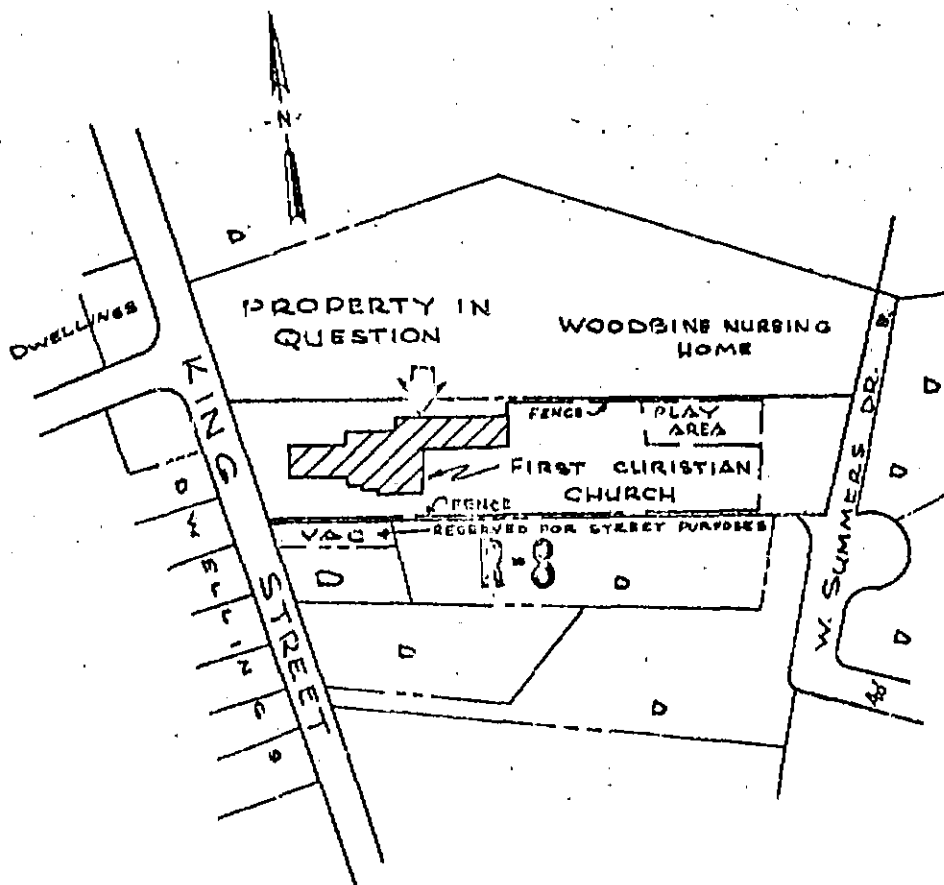 N
D
DWELLINGS
PROPERTY IN
QUESTION
WOODBINE NURSING
HOME
KING STREET
D
FENCE
PLAY
AREA
FIRST CHRISTIAN
CHURCH
FENCE
VAC
RESERVED FOR STREET PURPOSES
R-8
D
D
D
D
D
D
D
W. SUMMERS DR.
DWELLINGS